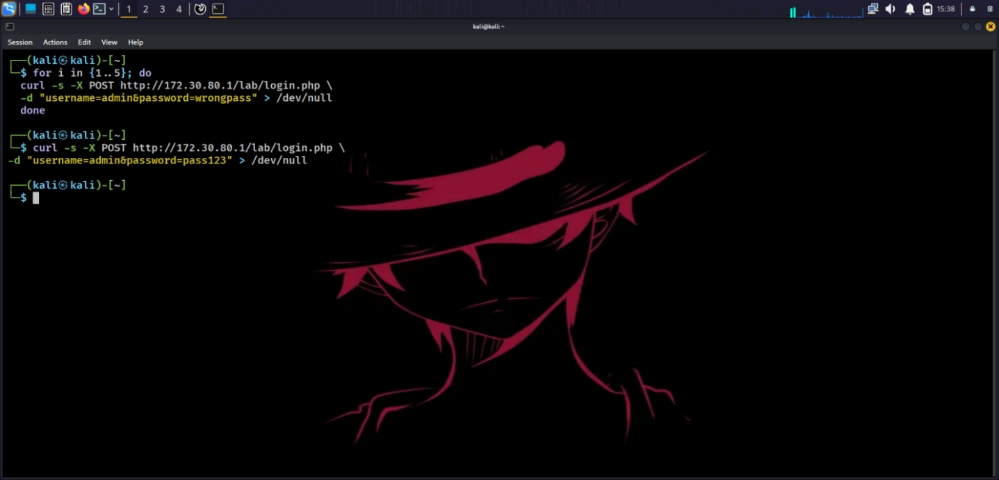 1 2 3 4 15:38
kali@kali: ~
Session Actions Edit View Help
┌──(kali㉿kali)-[~]
└─$ for i in {1..5}; do
curl -s -X POST http://172.30.80.1/lab/login.php \
-d "username=admin&password=wrongpass" > /dev/null
done
┌──(kali㉿kali)-[~]
└─$ curl -s -X POST http://172.30.80.1/lab/login.php \
-d "username=admin&password=pass123" > /dev/null
┌──(kali㉿kali)-[~]
└─$